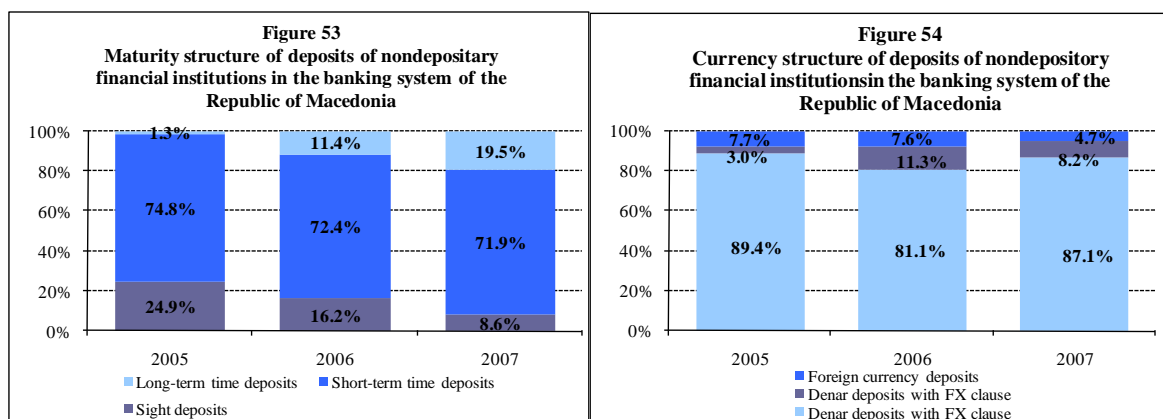 Figure 53
Maturity structure of deposits of nondepositary
financial institutions in the banking system of the
Republic of Macedonia
100%
80%
60%
40%
20%
0%
1.3%
11.4%
19.5%
74.8%
72.4%
71.9%
24.9%
16.2%
8.6%
2005
2006
2007
Long-term time deposits
Short-term time deposits
Sight deposits
Figure 54
Currency structure of deposits of nondepository
financial institutionsin the banking system of the
Republic of Macedonia
100%
80%
60%
40%
20%
0%
7.7%
7.6%
4.7%
3.0%
11.3%
8.2%
89.4%
81.1%
87.1%
2005
2006
2007
Foreign currency deposits
Denar deposits with FX clause
Denar deposits with FX clause